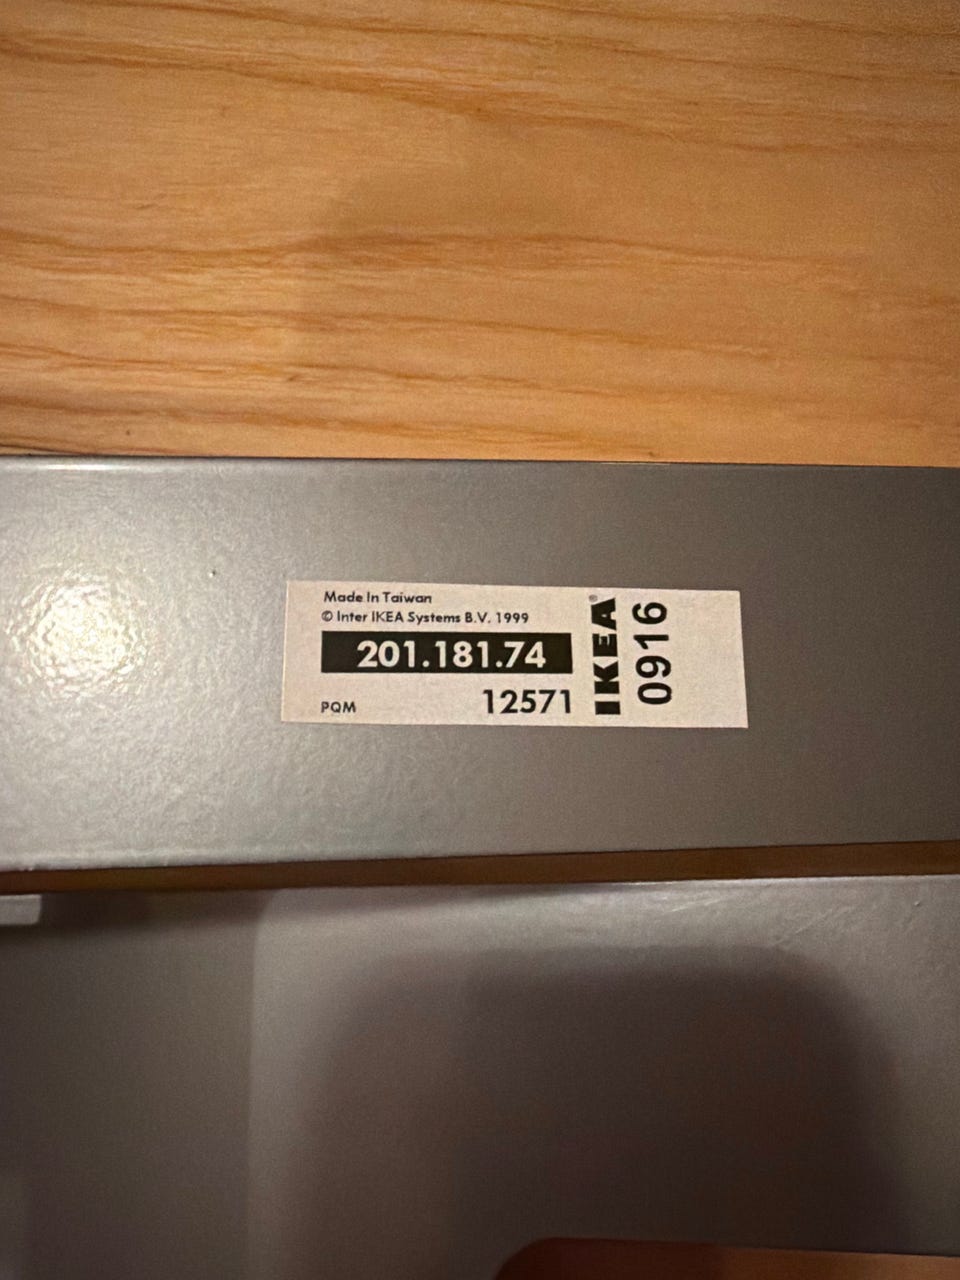 Made In Taiwan
© Inter IKEA Systems B.V. 1999
201.181.74
PQM 12571
IKEA®
0916